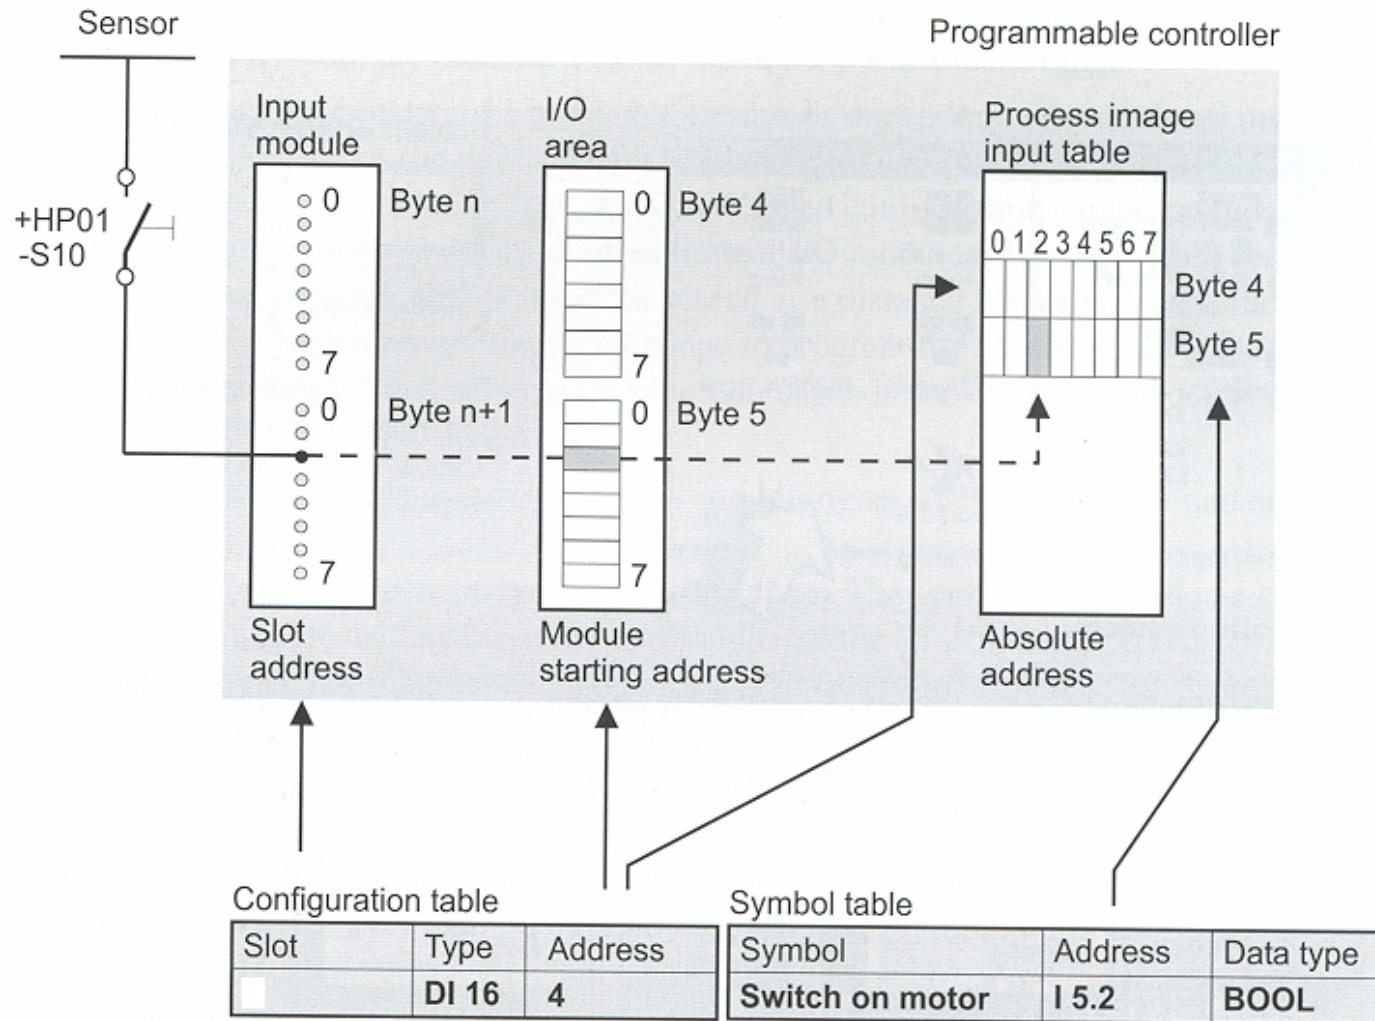 Sensor
Programmable controller
Input
module
I/O
area
Process image
input table
0
Byte n
0
Byte 4
+HP01
-S10
0 1 2 3 4 5 6 7
Byte 4
Byte 5
7
7
0
Byte n+1
0
Byte 5
7
7
Slot
address
Module
starting address
Absolute
address
Configuration table
Slot Type Address
DI 16 4
Symbol table
Symbol Address Data type
Switch on motor I 5.2 BOOL